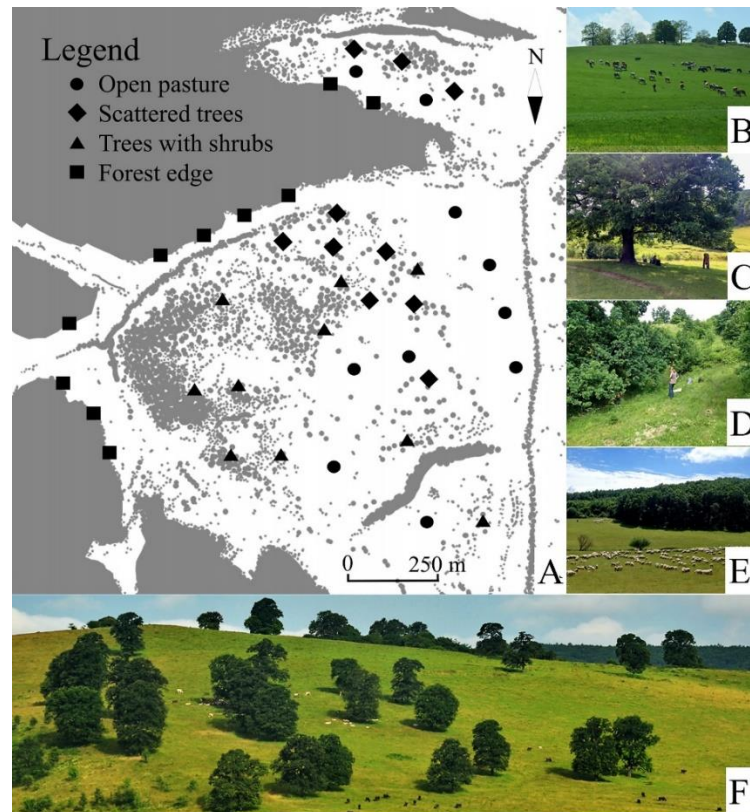 Legend
Open pasture
Scattered trees
Trees with shrubs
Forest edge
N
0 250 m
A
B
C
D
E
F